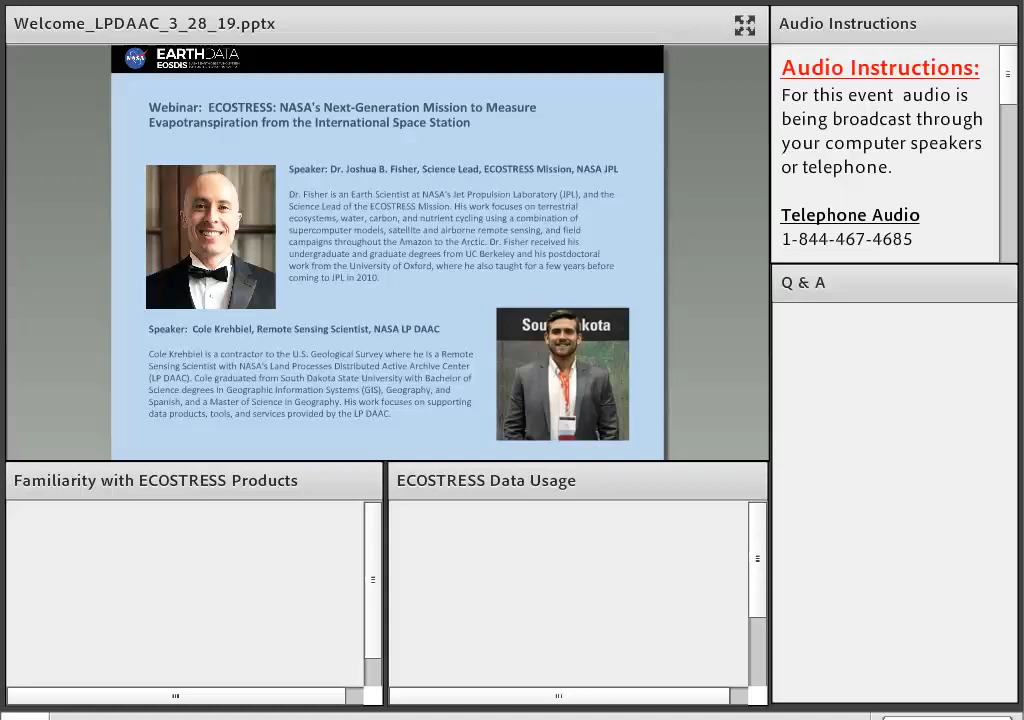 Welcome_LPDAAC_3_28_19.pptx
NASA
EARTHDATA
EOSDIS
Webinar: ECOSTRESS: NASA's Next-Generation Mission to Measure
Evapotranspiration from the International Space Station
Speaker: Dr. Joshua B. Fisher, Science Lead, ECOSTRESS Mission, NASA JPL
Dr. Fisher is an Earth Scientist at NASA's Jet Propulsion Laboratory (JPL), and the
Science Lead of the ECOSTRESS Mission. His work focuses on terrestrial
ecosystems, water, carbon, and nutrient cycling using a combination of
supercomputer models, satellite and airborne remote sensing, and field
campaigns throughout the Amazon to the Arctic. Dr. Fisher received his
undergraduate and graduate degrees from UC Berkeley and his postdoctoral
work from the University of Oxford, where he also taught for a few years before
coming to JPL in 2010.
Speaker: Cole Krehbiel, Remote Sensing Scientist, NASA LP DAAC
Cole Krehbiel is a contractor to the U.S. Geological Survey where he is a Remote
Sensing Scientist with NASA's Land Processes Distributed Active Archive Center
(LP DAAC). Cole graduated from South Dakota State University with Bachelor of
Science degrees in Geographic Information Systems (GIS), Geography, and
Spanish, and a Master of Science in Geography. His work focuses on supporting
data products, tools, and services provided by the LP DAAC.
Sou kota
Familiarity with ECOSTRESS Products
ECOSTRESS Data Usage
Audio Instructions
Audio Instructions:
For this event audio is
being broadcast through
your computer speakers
or telephone.
Telephone Audio
1-844-467-4685
Q & A